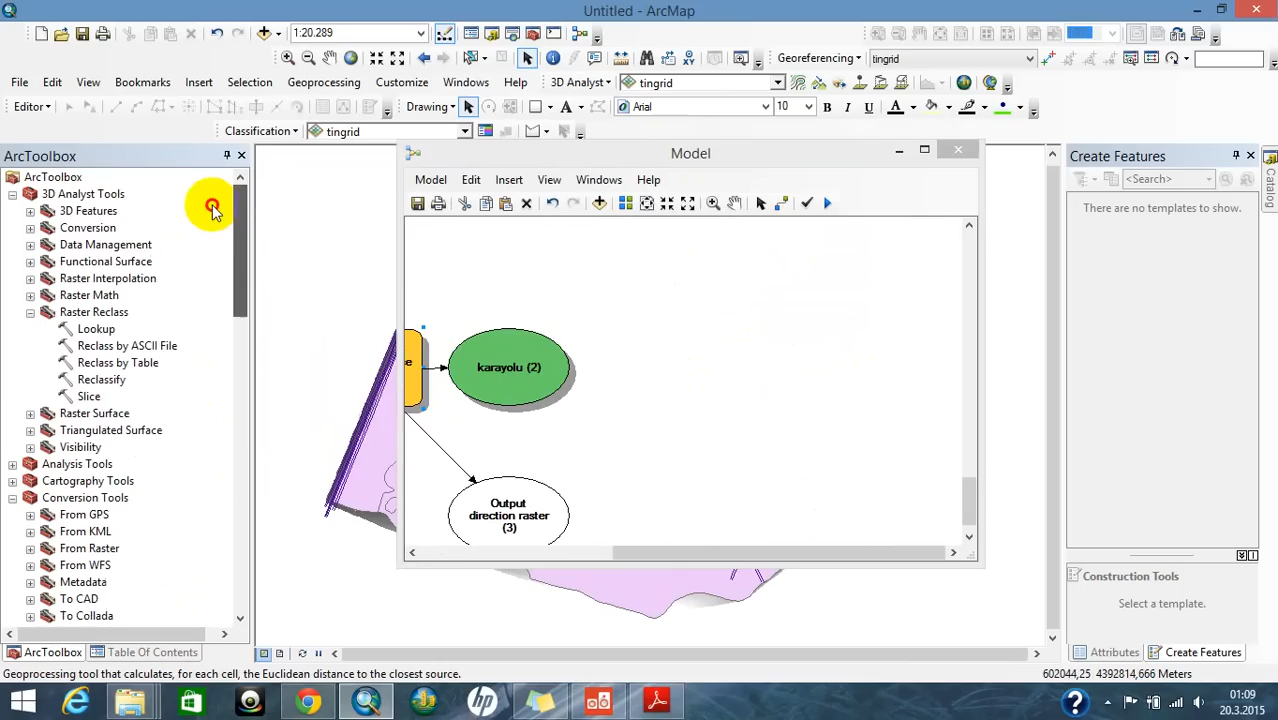 Untitled - ArcMap
1:20.289
Georeferencing
tingrid
File Edit View Bookmarks Insert Selection Geoprocessing Customize Windows Help 3D Analyst tingrid
Editor Drawing A Arial 10 B I U A
Classification tingrid
ArcToolbox
ArcToolbox
3D Analyst Tools
3D Features
Conversion
Data Management
Functional Surface
Raster Interpolation
Raster Math
Raster Reclass
Lookup
Reclass by ASCII File
Reclass by Table
Reclassify
Slice
Raster Surface
Triangulated Surface
Visibility
Analysis Tools
Cartography Tools
Conversion Tools
From GPS
From KML
From Raster
From WFS
Metadata
To CAD
To Collada
ArcToolbox Table Of Contents
Model
Model Edit Insert View Windows Help
ce
karayolu (2)
Output
direction raster
(3)
Create Features
<Search>
There are no templates to show.
Catalog
Construction Tools
Select a template.
Attributes Create Features
Geoprocessing tool that calculates, for each cell, the Euclidean distance to the closest source.
602044,25 4392814,666 Meters
hp
01:09
20.3.2015